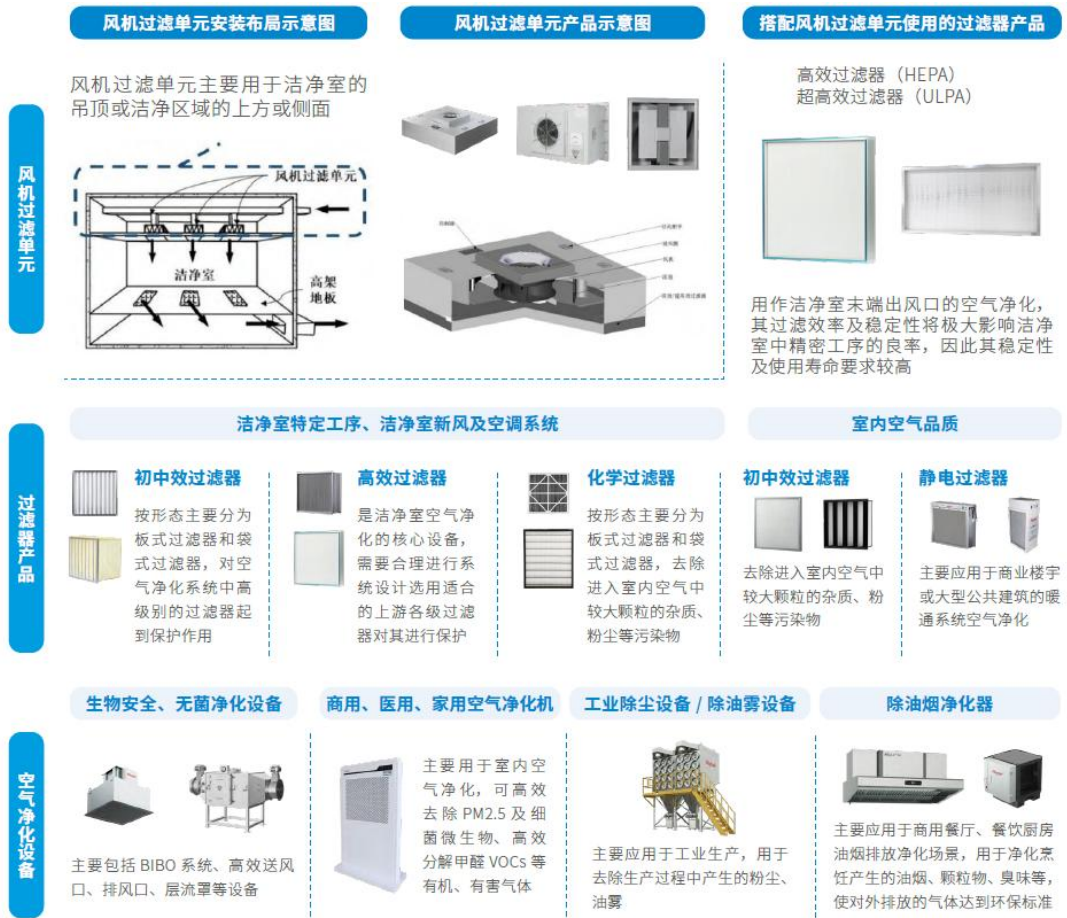 风机过滤单元安装布局示意图
风机过滤单元产品示意图
搭配风机过滤单元使用的过滤器产品
风机过滤单元
风机过滤单元主要用于洁净室的
吊顶或洁净区域的上方或侧面
风机过滤单元
洁净室
高架
地板
高效过滤器（HEPA）
超高效过滤器（ULPA）
用作洁净室末端出风口的空气净化，
其过滤效率及稳定性将极大影响洁净
室中精密工序的良率，因此其稳定性
及使用寿命要求较高
过滤器产品
洁净室特定工序、洁净室新风及空调系统
室内空气品质
初中效过滤器
按形态主要分为
板式过滤器和袋
式过滤器，对空
气净化系统中高
级别的过滤器起
到保护作用
高效过滤器
是洁净室空气净
化的核心设备，
需要合理进行系
统设计选用适合
的上游各级过滤
器对其进行保护
化学过滤器
按形态主要分为
板式过滤器和袋
式过滤器，去除
进入室内空气中
较大颗粒的杂质、
粉尘等污染物
初中效过滤器
去除进入室内空气中
较大颗粒的杂质、粉
尘等污染物
静电过滤器
主要应用于商业楼宇
或大型公共建筑的暖
通系统空气净化
空气净化设备
生物安全、无菌净化设备
主要包括 BIBO 系统、高效送风
口、排风口、层流罩等设备
商用、医用、家用空气净化机
主要用于室内空
气净化，可高效
去除 PM2.5 及细
菌微生物、高效
分解甲醛 VOCs 等
有机、有害气体
工业除尘设备 / 除油雾设备
主要应用于工业生产，用于
去除生产过程中产生的粉尘、
油雾
除油烟净化器
主要应用于商用餐厅、餐饮厨房
油烟排放净化场景，用于净化烹
饪产生的油烟、颗粒物、臭味等，
使对外排放的气体达到环保标准